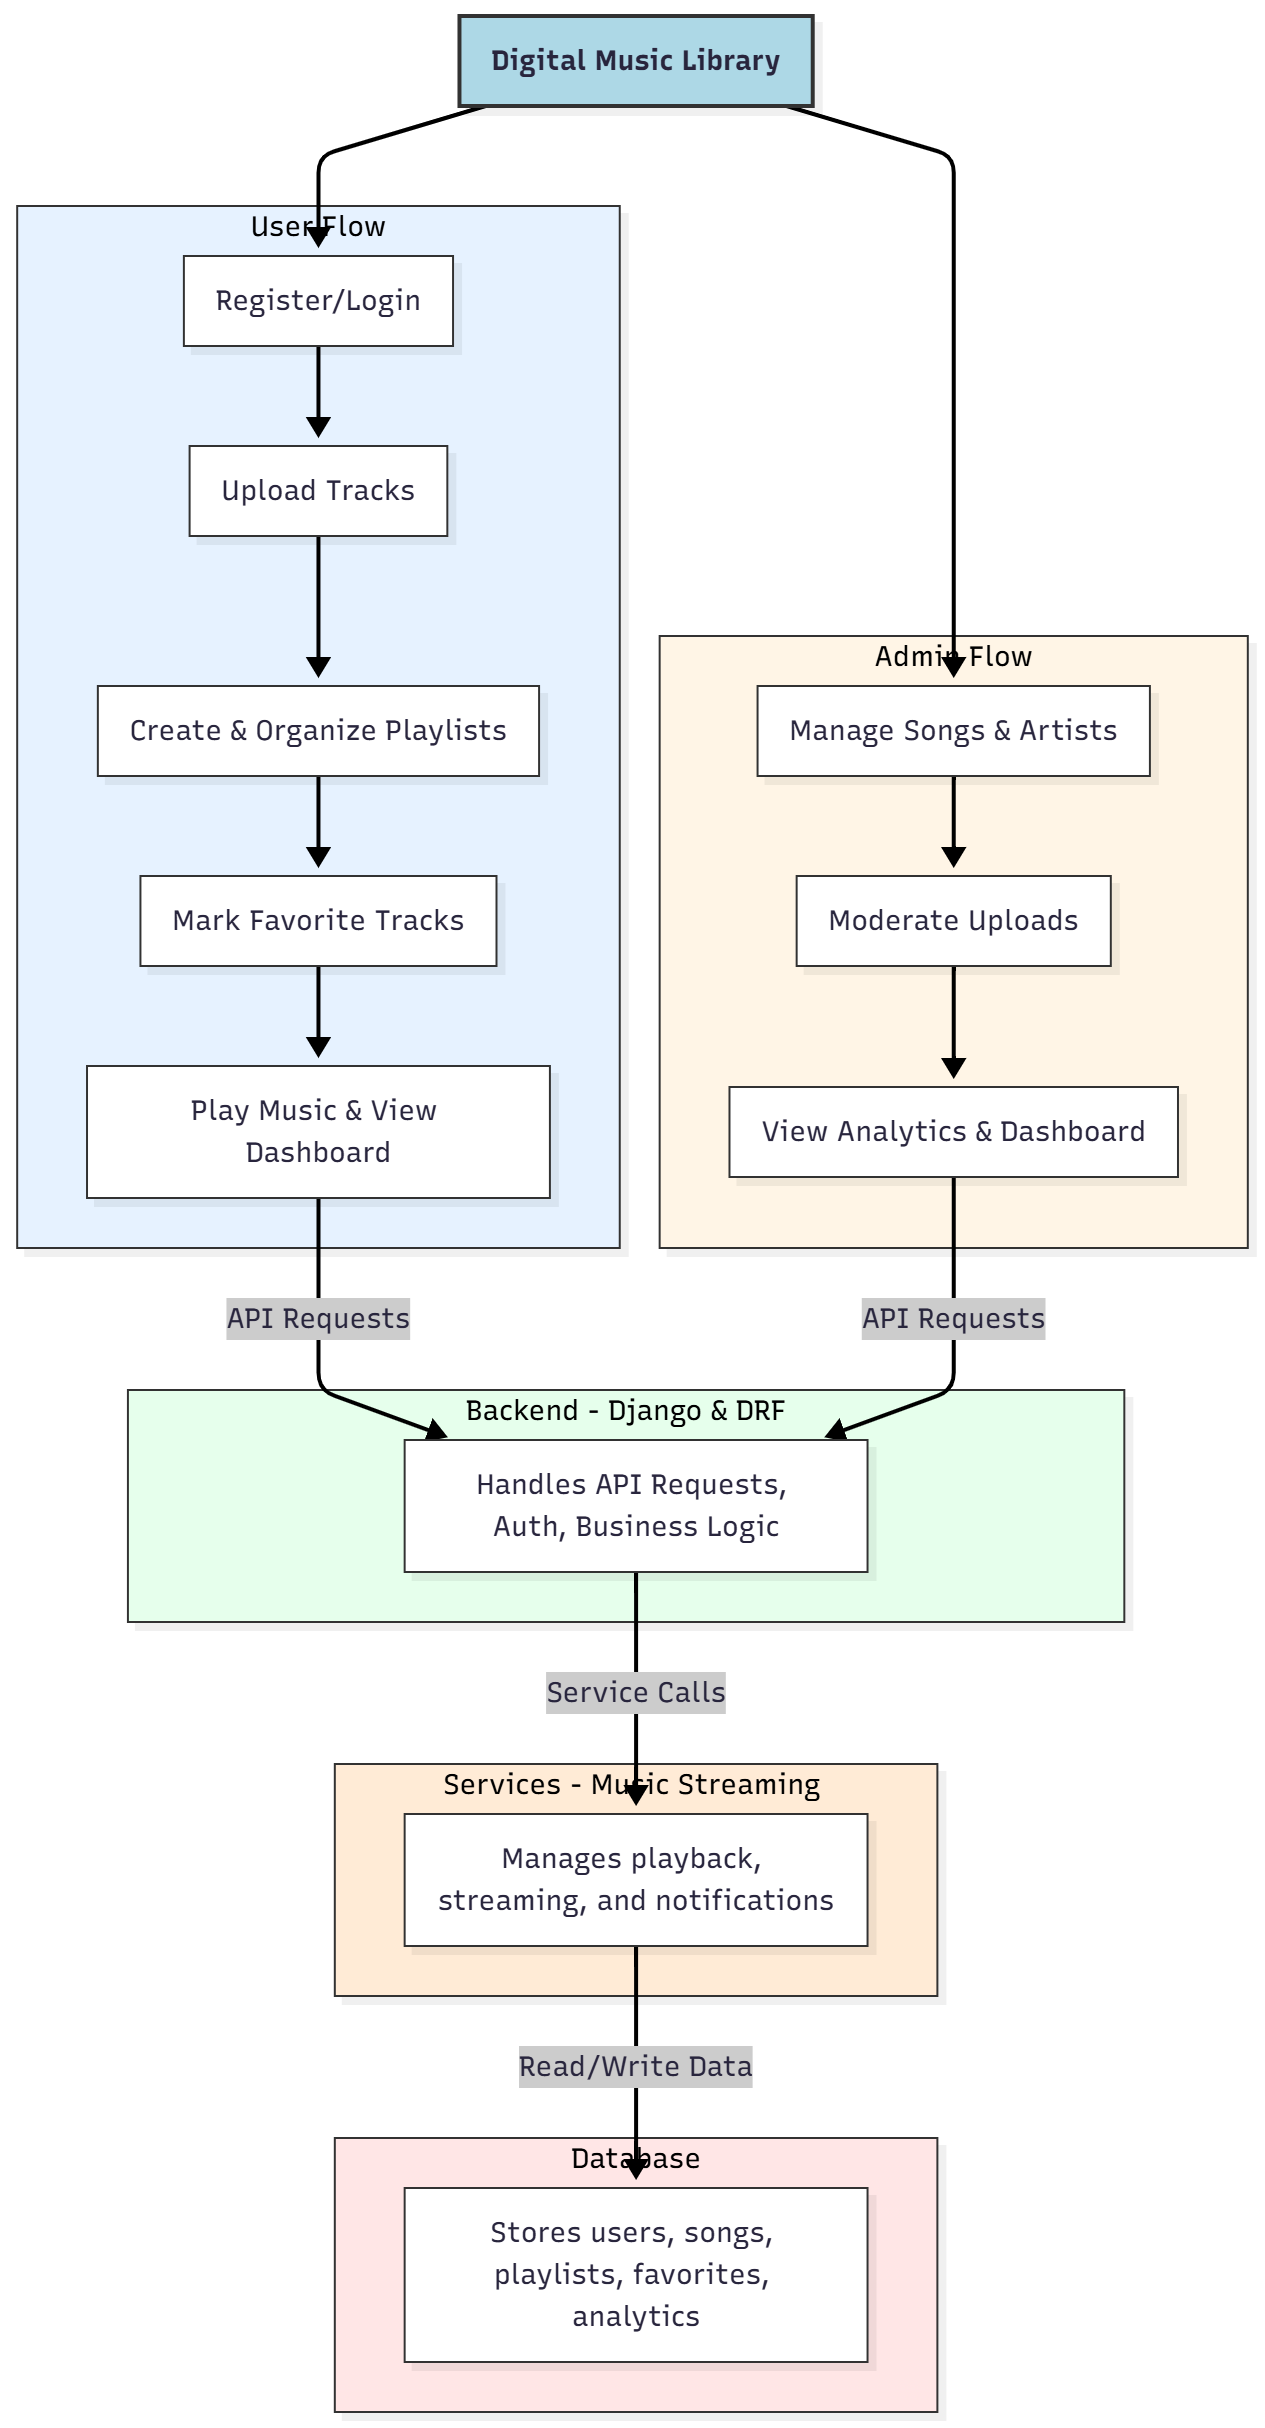 Digital Music Library
User Flow
Register/Login
Upload Tracks
Create & Organize Playlists
Mark Favorite Tracks
Play Music & View
Dashboard
Admin Flow
Manage Songs & Artists
Moderate Uploads
View Analytics & Dashboard
API Requests
API Requests
Backend - Django & DRF
Handles API Requests,
Auth, Business Logic
Service Calls
Services - Music Streaming
Manages playback,
streaming, and notifications
Read/Write Data
Database
Stores users, songs,
playlists, favorites,
analytics